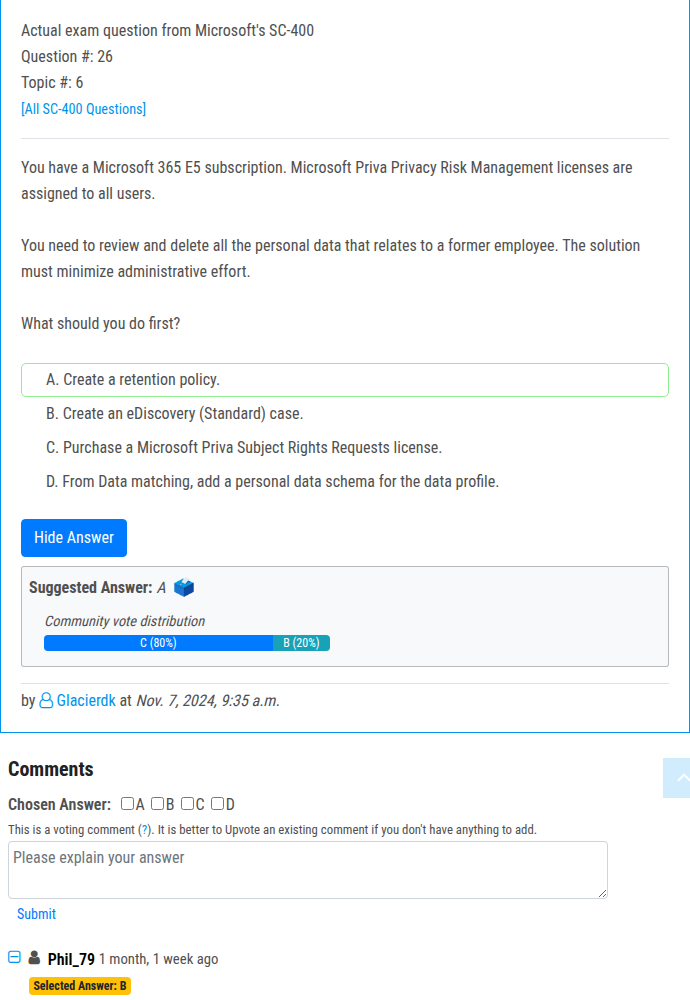 Actual exam question from Microsoft's SC-400
Question #: 26
Topic #: 6
[All SC-400 Questions]
You have a Microsoft 365 E5 subscription. Microsoft Priva Privacy Risk Management licenses are
assigned to all users.
You need to review and delete all the personal data that relates to a former employee. The solution
must minimize administrative effort.
What should you do first?
A. Create a retention policy.
B. Create an eDiscovery (Standard) case.
C. Purchase a Microsoft Priva Subject Rights Requests license.
D. From Data matching, add a personal data schema for the data profile.
Hide Answer
Suggested Answer: A
Community vote distribution
C (80%) B (20%)
by Glacierdk at Nov. 7, 2024, 9:35 a.m.
Comments
Chosen Answer: A B C D
This is a voting comment (?). It is better to Upvote an existing comment if you don't have anything to add.
Please explain your answer
Submit
Phil_79 1 month, 1 week ago
Selected Answer: B